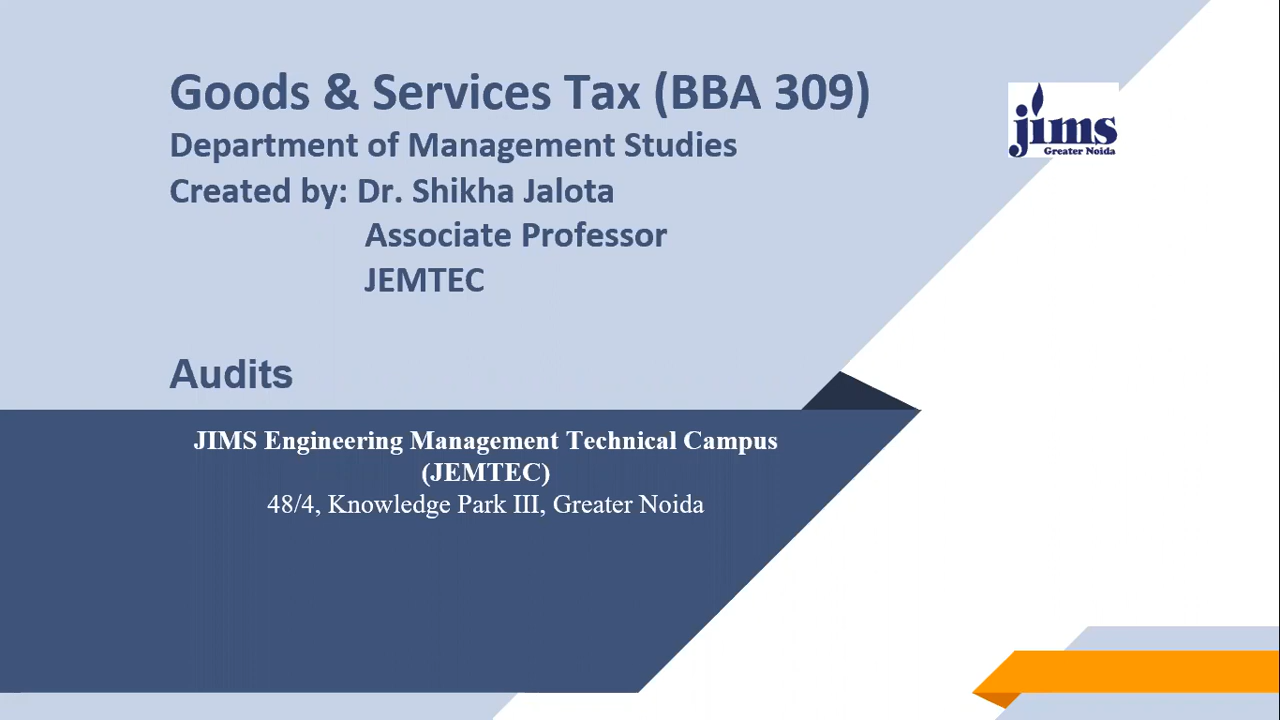 Goods & Services Tax (BBA 309)
Department of Management Studies
Created by: Dr. Shikha Jalota
Associate Professor
JEMTEC
jims
Greater Noida
Audits
JIMS Engineering Management Technical Campus
(JEMTEC)
48/4, Knowledge Park III, Greater Noida